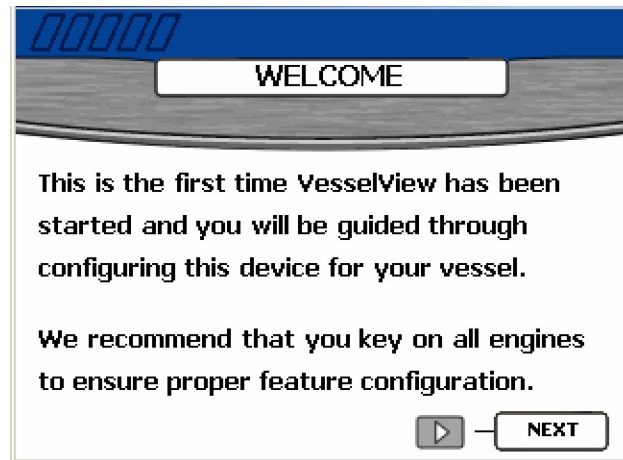 WELCOME
This is the first time VesselView has been
started and you will be guided through
configuring this device for your vessel.
We recommend that you key on all engines
to ensure proper feature configuration.
NEXT